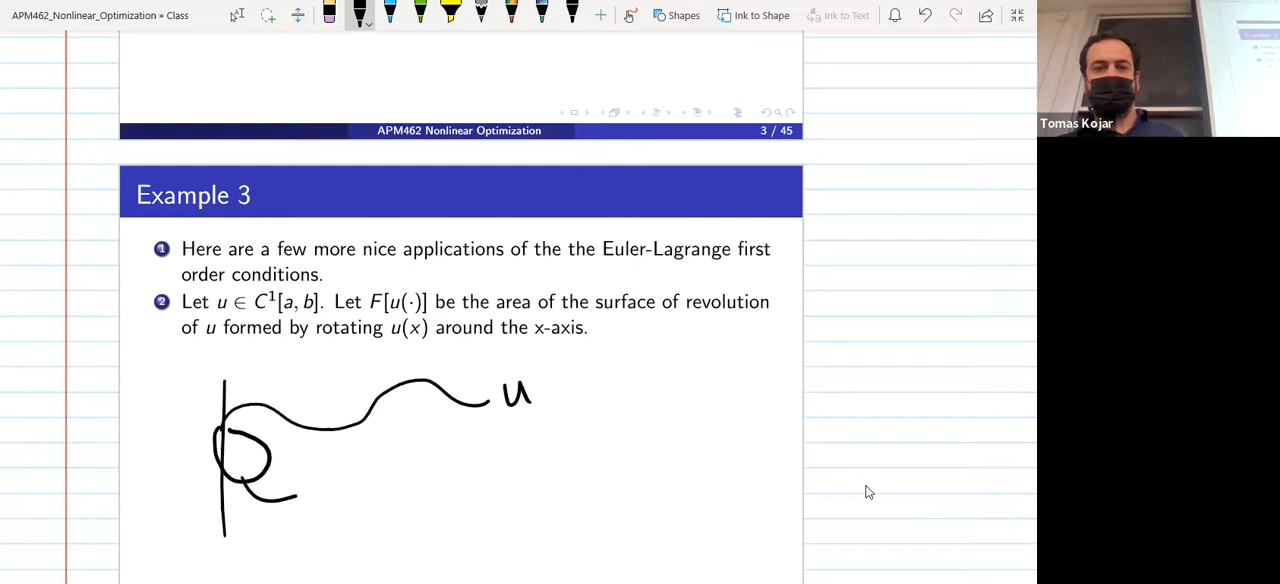 APM462_Nonlinear_Optimization » Class
Shapes
Ink to Shape
Ink to Text
Tomas Kojar
APM462 Nonlinear Optimization
3 / 45
Example 3
1 Here are a few more nice applications of the the Euler-Lagrange first
order conditions.
2 Let u ∈ C¹[a, b]. Let F[u(·)] be the area of the surface of revolution
of u formed by rotating u(x) around the x-axis.
u